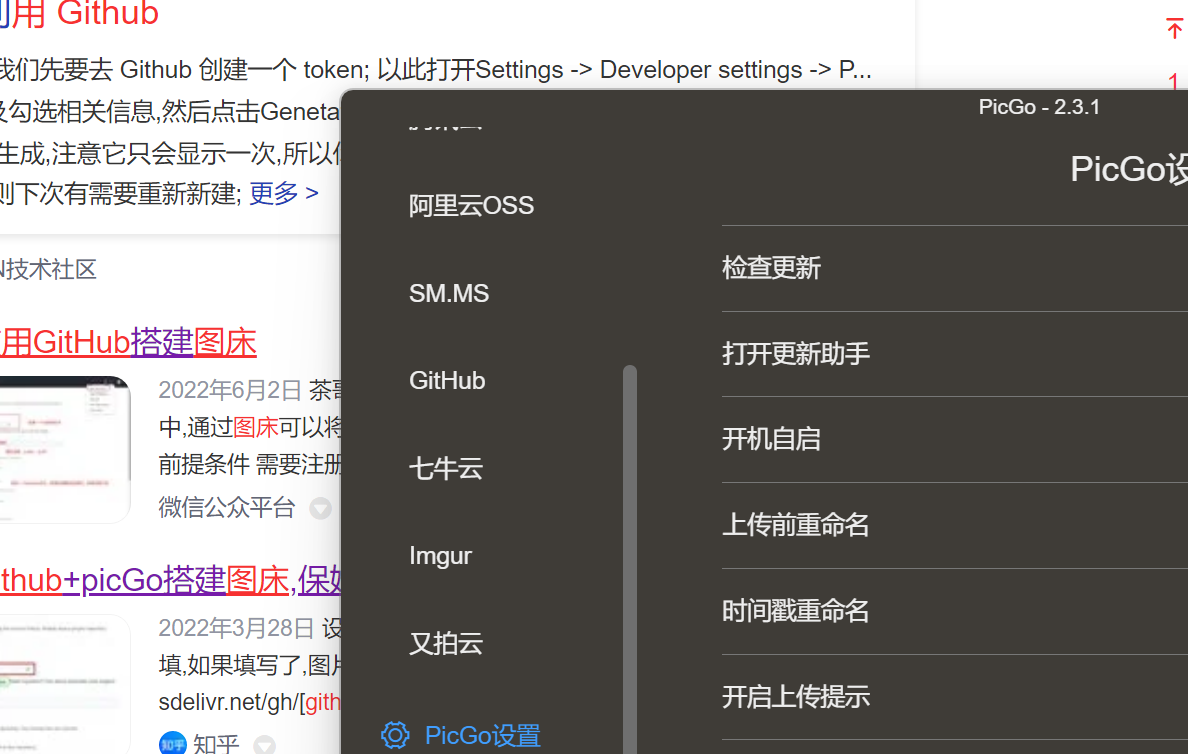 用 Github
我们先要去 Github 创建一个 token; 以此打开Settings -> Developer settings -> P...
及勾选相关信息,然后点击Geneta
生成,注意它只会显示一次,所以
则下次有需要重新新建; 更多 >
N技术社区
用GitHub搭建图床
2022年6月2日 茶
中,通过图床可以将
前提条件 需要注册
微信公众平台
thub+picGo搭建图床,保
2022年3月28日 设
填,如果填写了,图片
sdelivr.net/gh/[gith
知乎 知乎
1
PicGo - 2.3.1
阿里云OSS
SM.MS
GitHub
七牛云
Imgur
又拍云
PicGo设置
PicGo设
检查更新
打开更新助手
开机自启
上传前重命名
时间戳重命名
开启上传提示